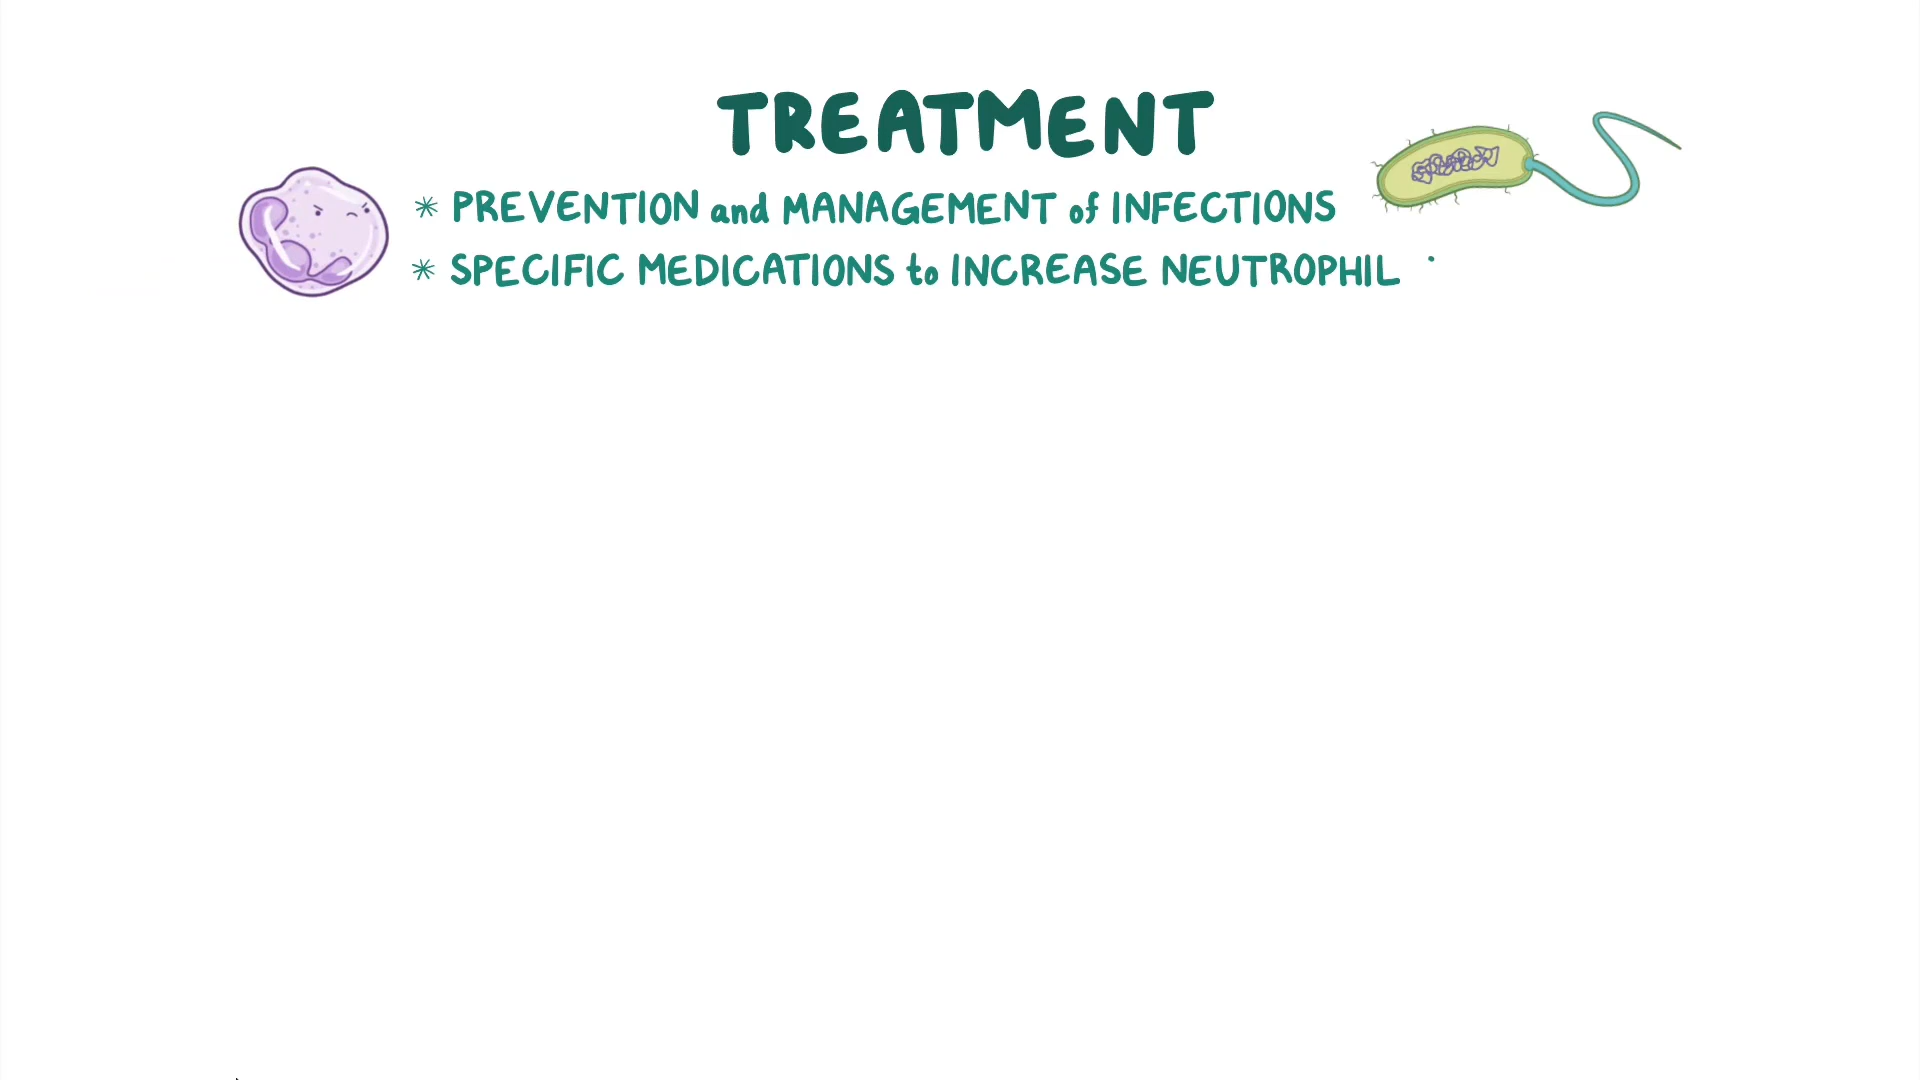 TREATMENT
* PREVENTION and MANAGEMENT of INFECTIONS
* SPECIFIC MEDICATIONS to INCREASE NEUTROPHIL